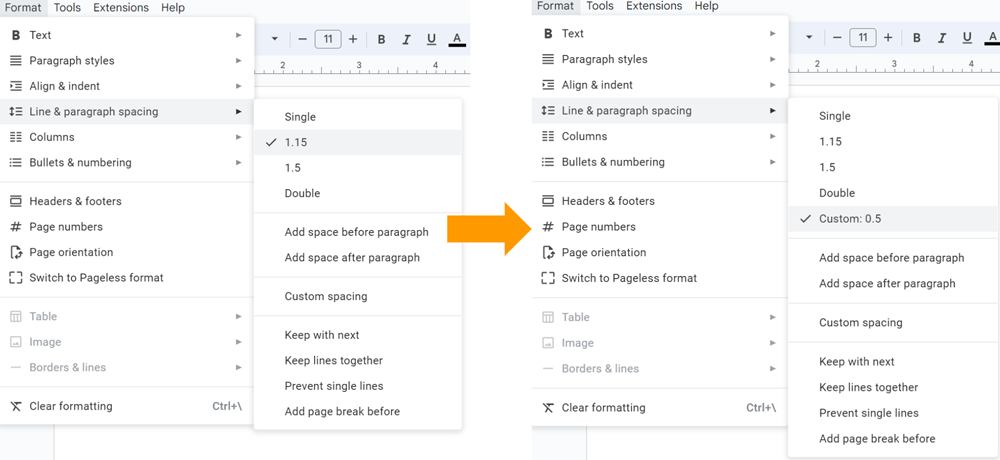 Format Tools Extensions Help
11 B I U A
2 3 4
Text
Paragraph styles
Align & indent
Line & paragraph spacing
Columns
Bullets & numbering
Headers & footers
Page numbers
Page orientation
Switch to Pageless format
Table
Image
Borders & lines
Clear formatting Ctrl+\
Single
1.15
1.5
Double
Add space before paragraph
Add space after paragraph
Custom spacing
Keep with next
Keep lines together
Prevent single lines
Add page break before
Format Tools Extensions Help
11 B I U A
2 3 4
Text
Paragraph styles
Align & indent
Line & paragraph spacing
Columns
Bullets & numbering
Headers & footers
Page numbers
Page orientation
Switch to Pageless format
Table
Image
Borders & lines
Clear formatting Ctrl+\
Single
1.15
1.5
Double
Custom: 0.5
Add space before paragraph
Add space after paragraph
Custom spacing
Keep with next
Keep lines together
Prevent single lines
Add page break before